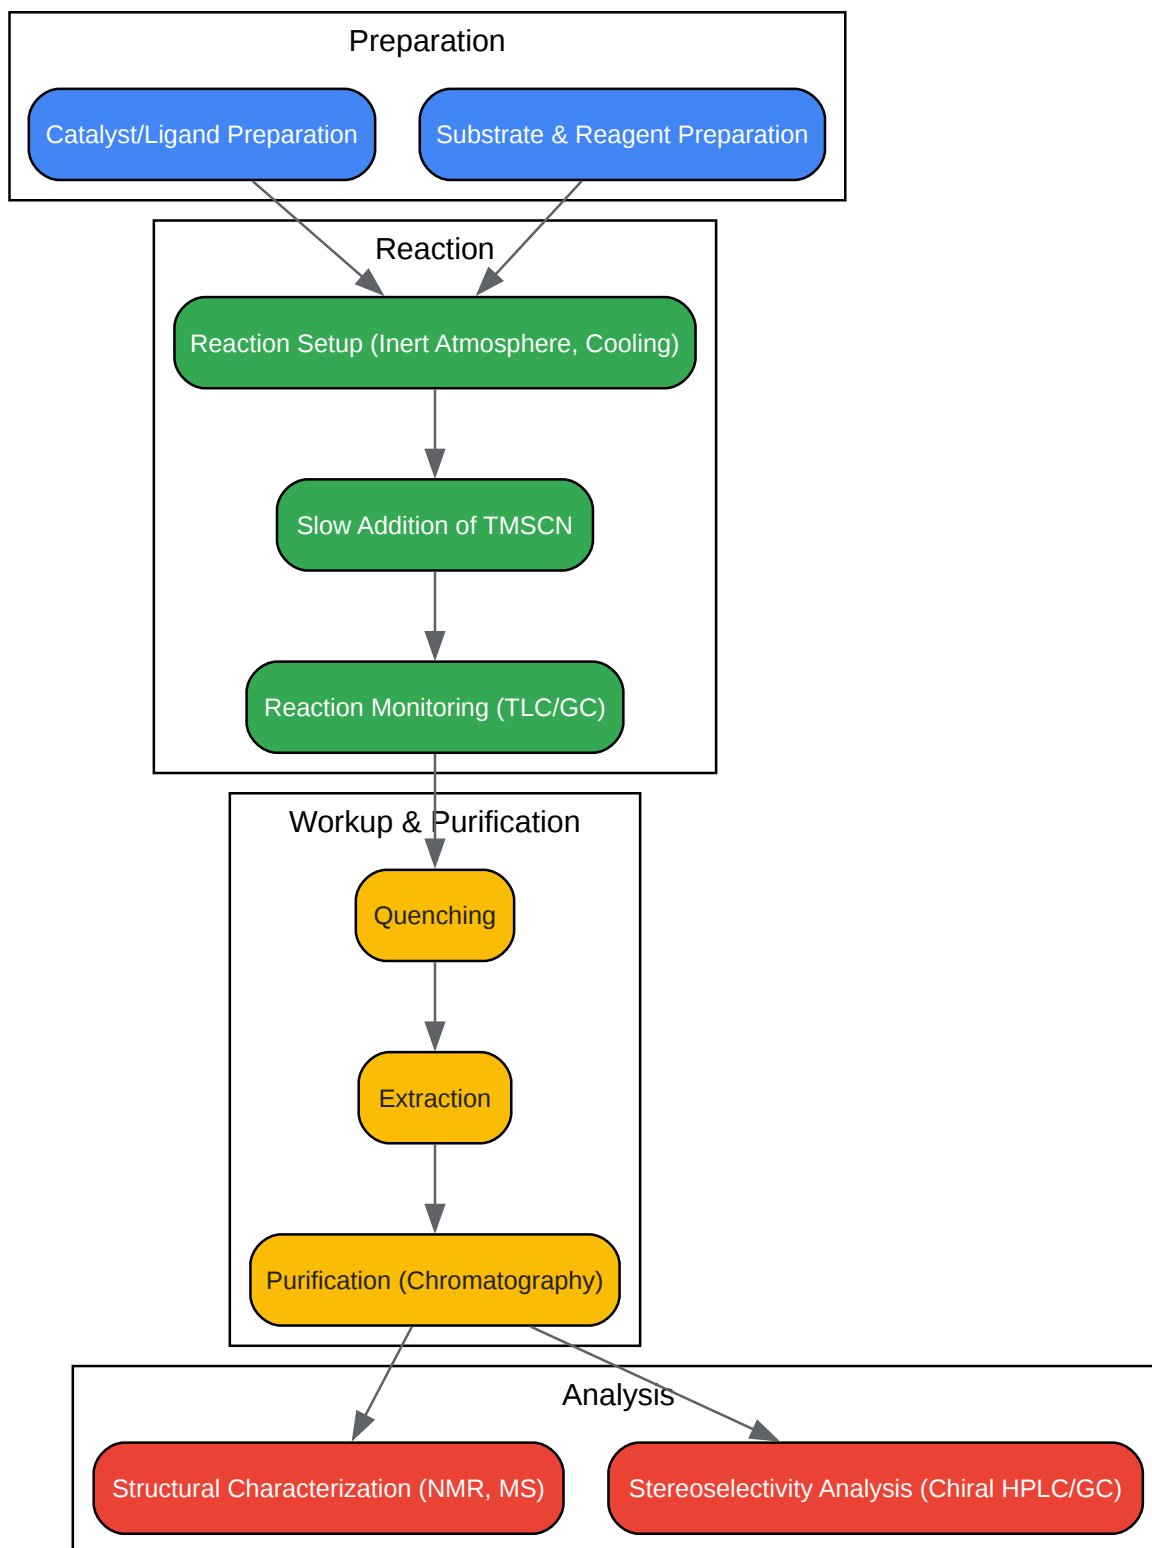 Preparation
Catalyst/Ligand Preparation
Substrate & Reagent Preparation
Reaction
Reaction Setup (Inert Atmosphere, Cooling)
Slow Addition of TMSCN
Reaction Monitoring (TLC/GC)
Workup & Purification
Quenching
Extraction
Purification (Chromatography)
Analysis
Structural Characterization (NMR, MS)
Stereoselectivity Analysis (Chiral HPLC/GC)